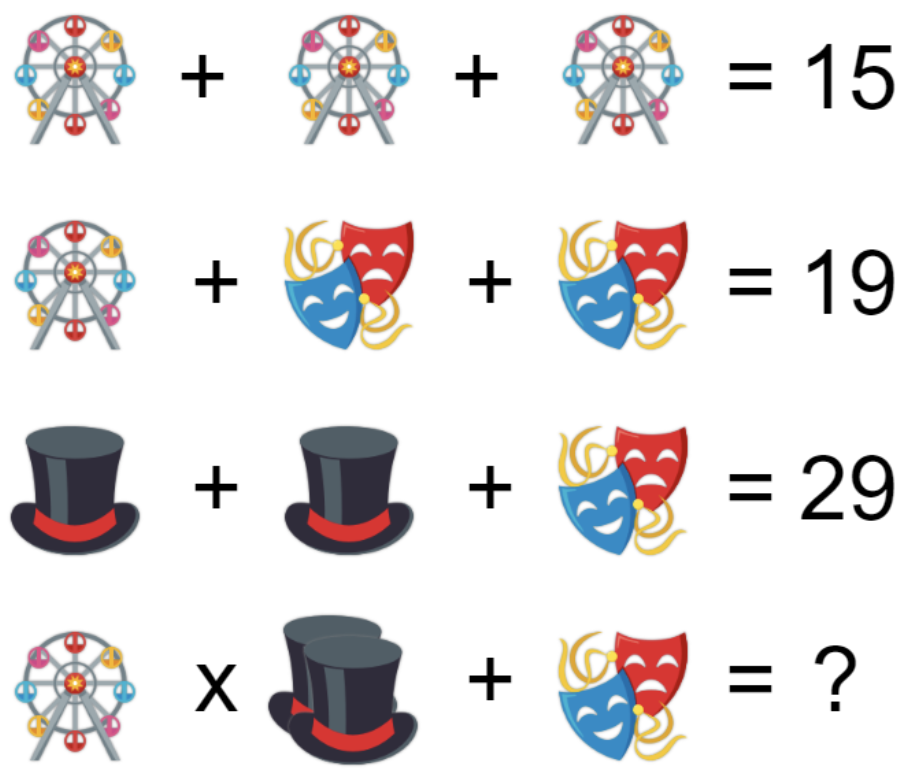 + + = 15
+ + = 19
+ + = 29
x + = ?